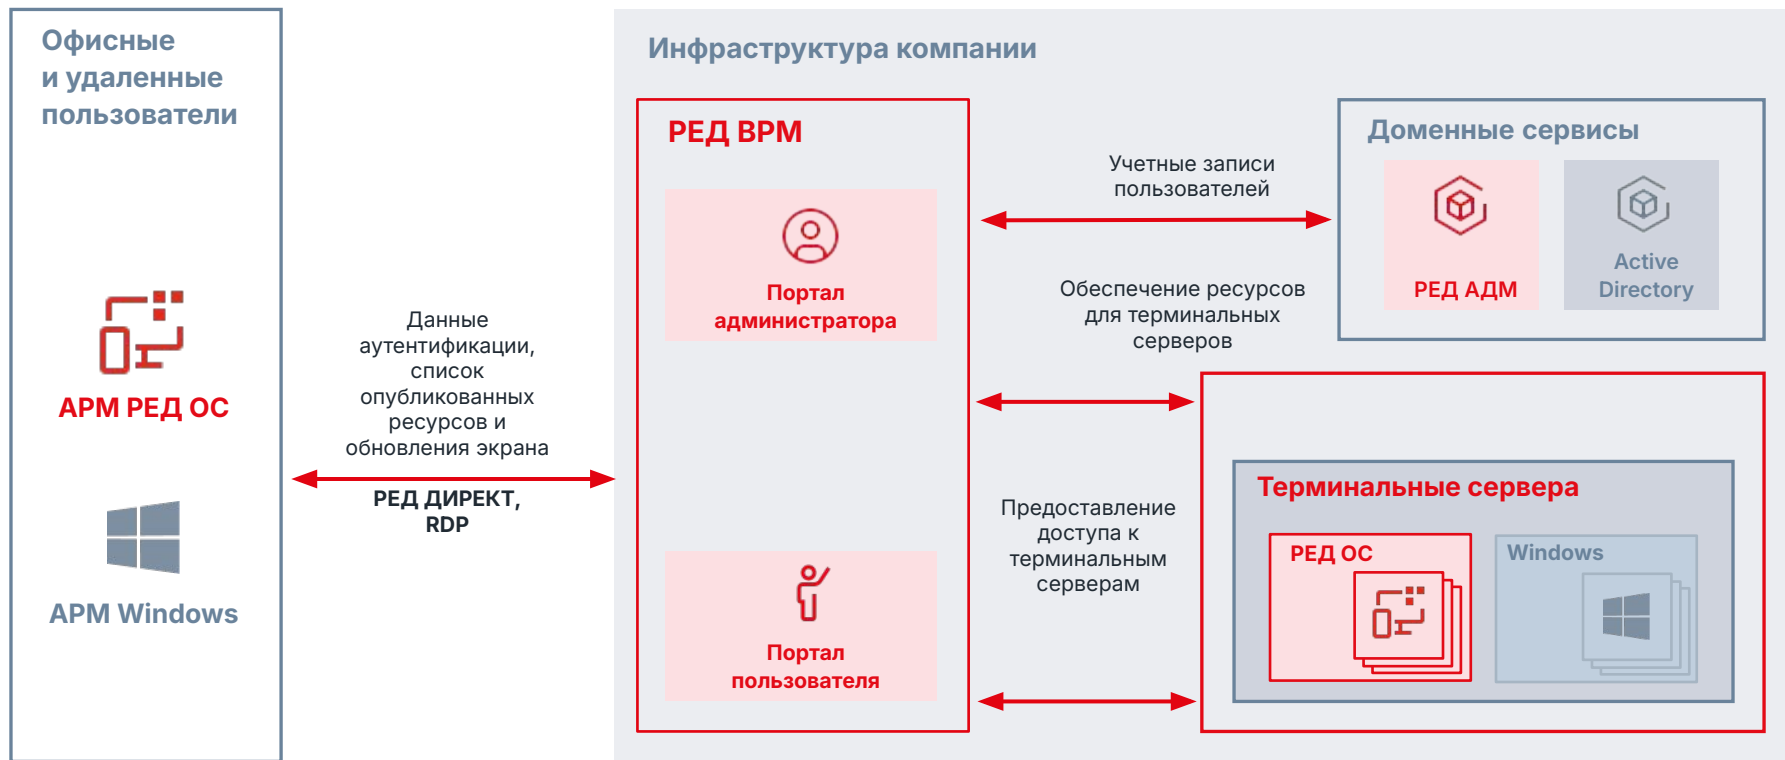 Офисные
и удаленные
пользователи
АРМ РЕД ОС
АРМ Windows
Данные
аутентификации,
список
опубликованных
ресурсов и
обновления экрана
РЕД ДИРЕКТ,
RDP
Инфраструктура компании
РЕД ВРМ
Портал
администратора
Портал
пользователя
Учетные записи
пользователей
Обеспечение ресурсов
для терминальных
серверов
Предоставление
доступа к
терминальным
серверам
Доменные сервисы
РЕД АДМ
Active
Directory
Терминальные сервера
РЕД ОС
Windows